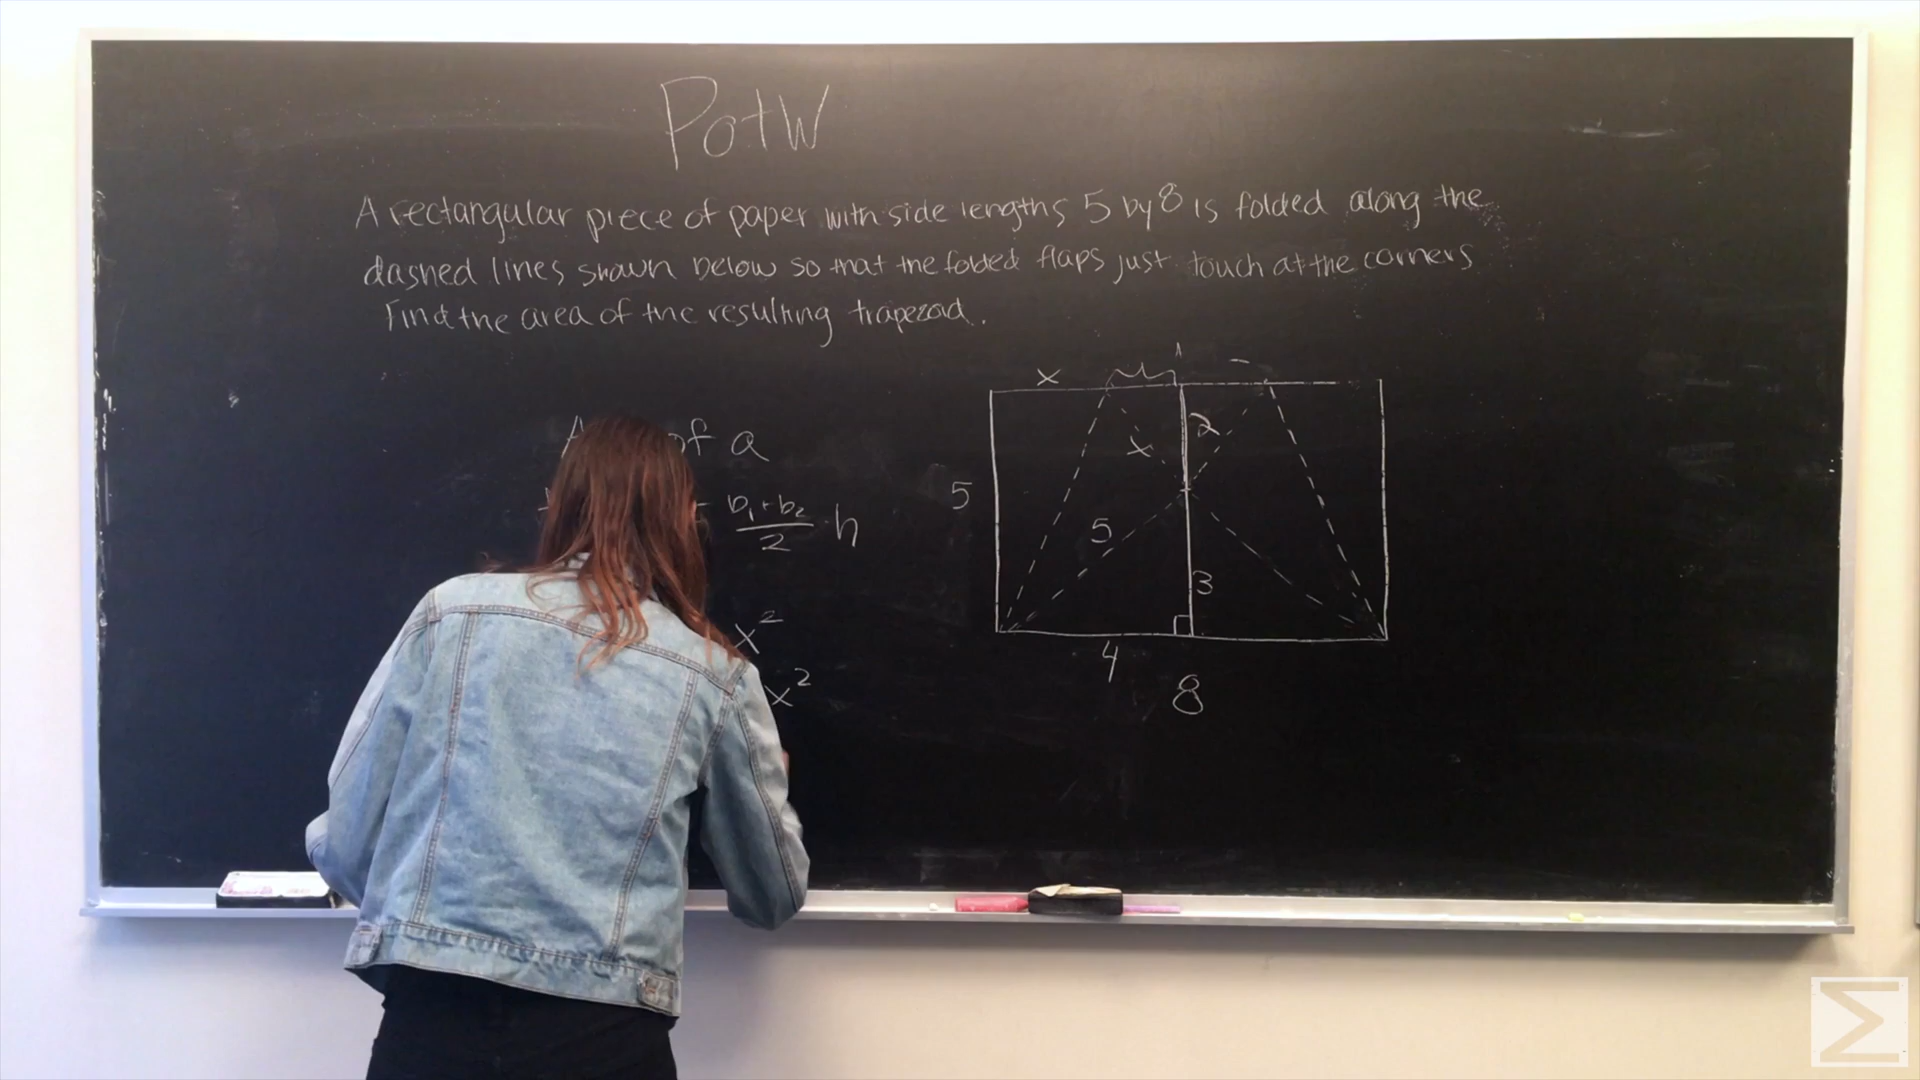 PotW
A rectangular piece of paper with side lengths 5 by 8 is folded along the
dashed lines shown below so that the folded flaps just touch at the corners
Find the area of the resulting trapezoid.
of a
b₁+b₂
2
· h
x²
x²
x
2
x
5
5
3
4
8
Σ